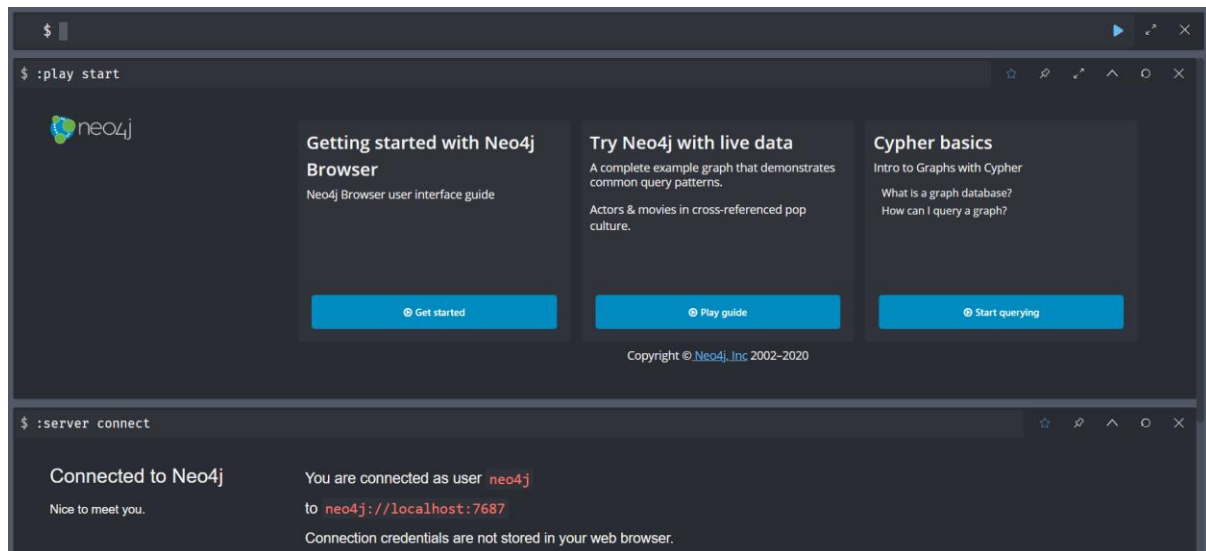 $
$ :play start
neo4j
Getting started with Neo4j
Browser
Neo4j Browser user interface guide
Get started
Try Neo4j with live data
A complete example graph that demonstrates
common query patterns.
Actors & movies in cross-referenced pop
culture.
Play guide
Cypher basics
Intro to Graphs with Cypher
What is a graph database?
How can I query a graph?
Start querying
Copyright © Neo4j, Inc 2002–2020
$ :server connect
Connected to Neo4j
Nice to meet you.
You are connected as user neo4j
to neo4j://localhost:7687
Connection credentials are not stored in your web browser.